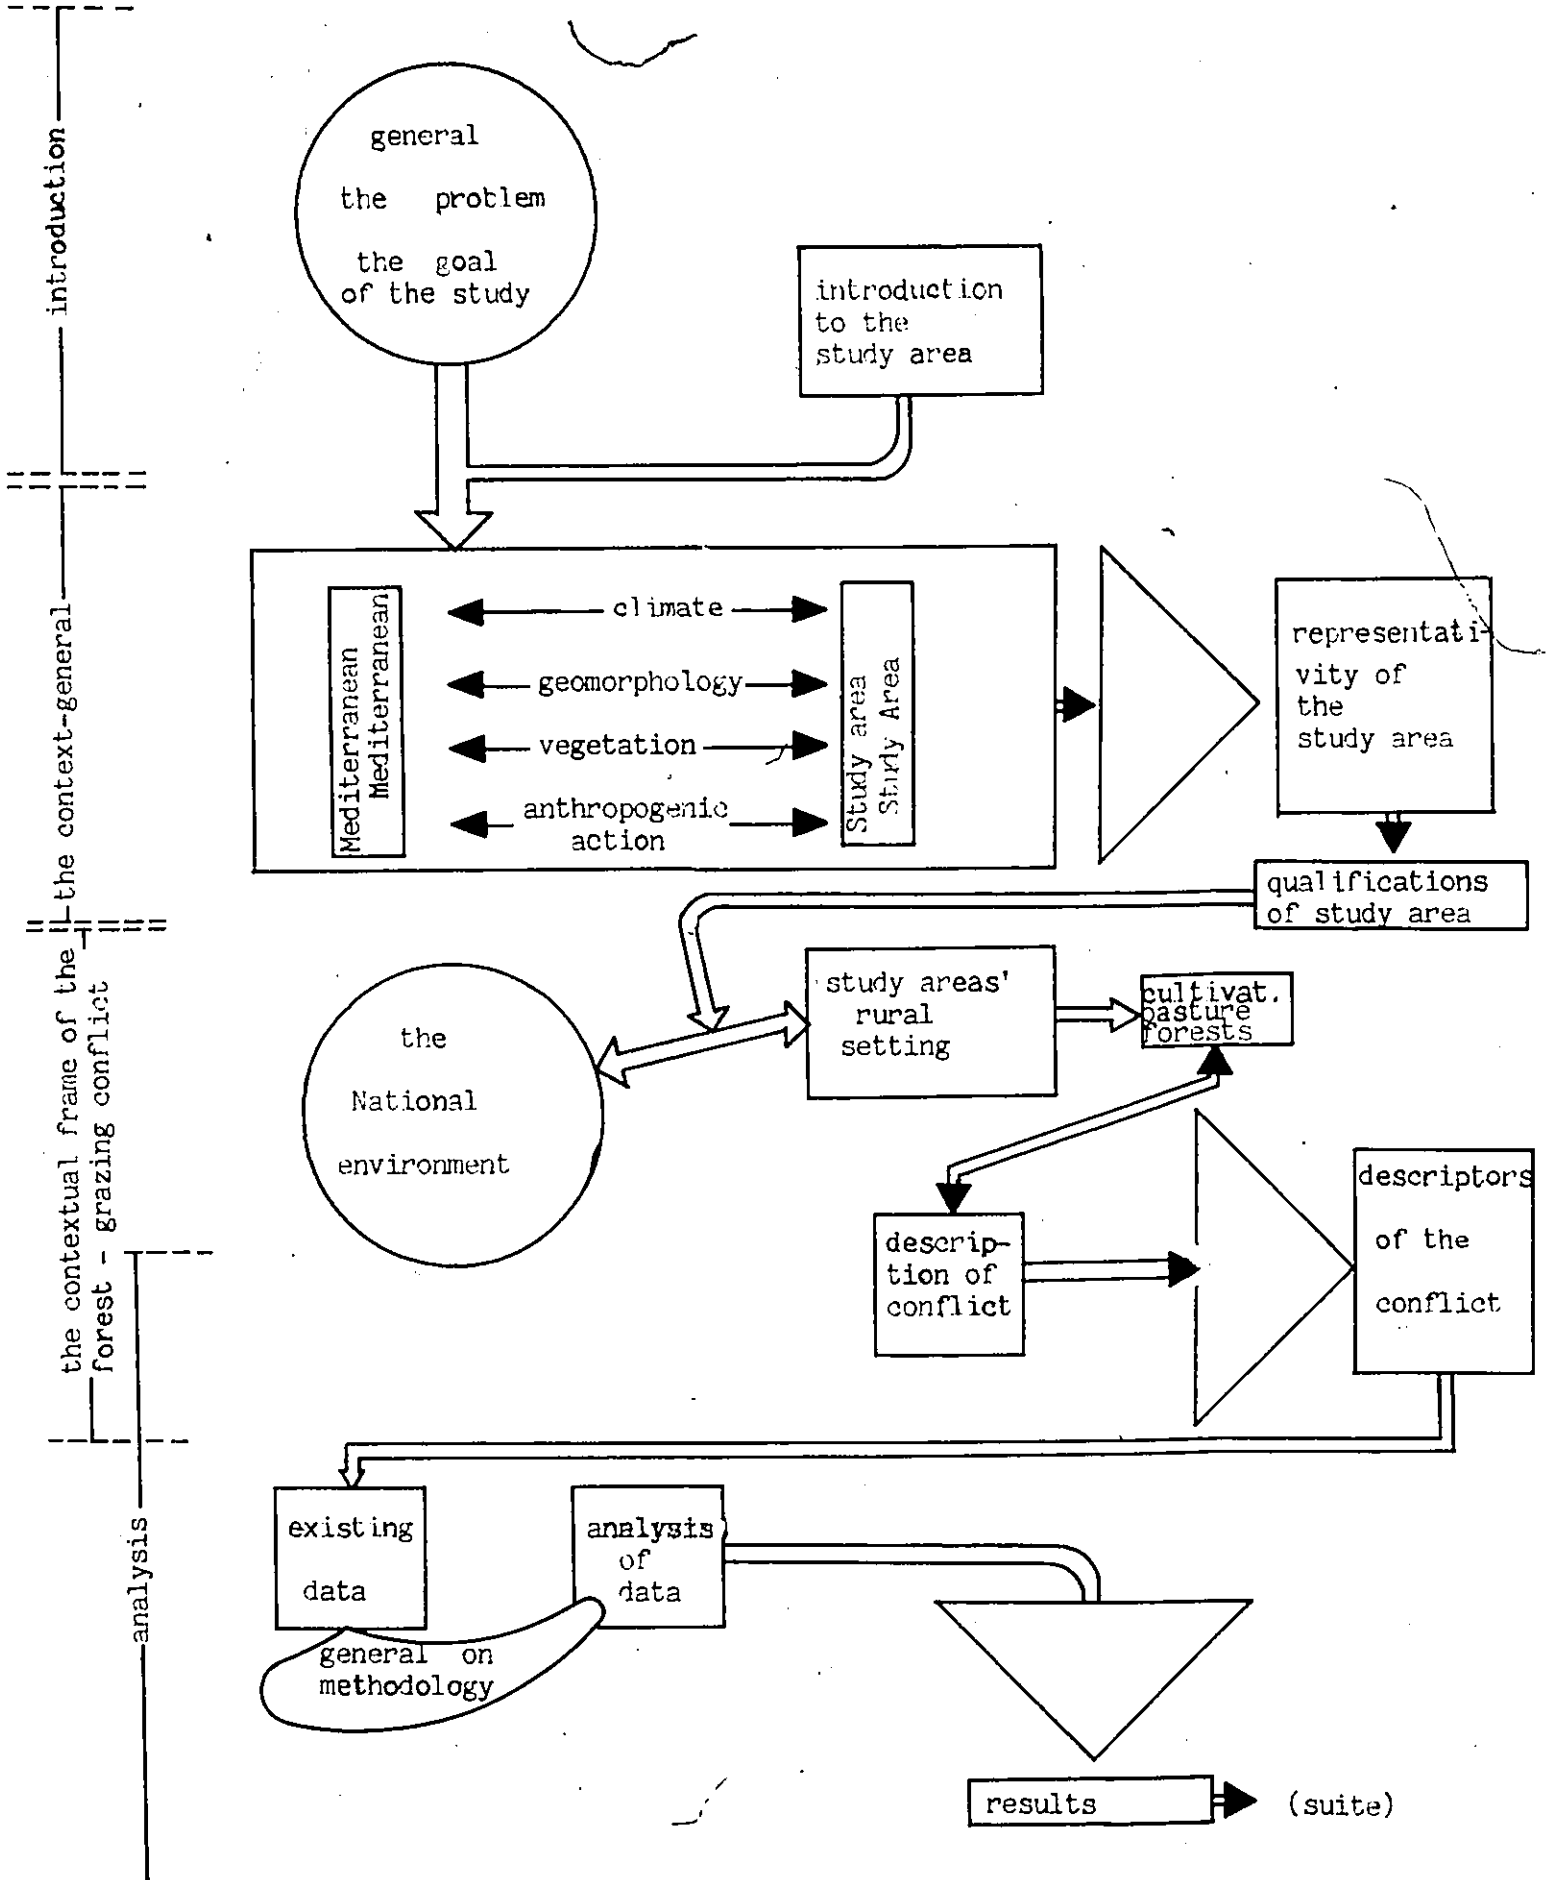 introduction
general
the problem
the goal
of the study
introduction
to the
study area
the context-general
Mediterranean
Mediterranean
climate
geomorphology
vegetation
anthropogenic
action
Study area
Study Area
representati-
vity of
the
study area
qualifications
of study area
the contextual frame of the
forest - grazing conflict
the
National
environment
study areas'
rural
setting
cultivat.
pasture
forests
descrip-
tion of
conflict
descriptors
of the
conflict
analysis
existing
data
analysis
of
data
general on
methodology
results
(suite)